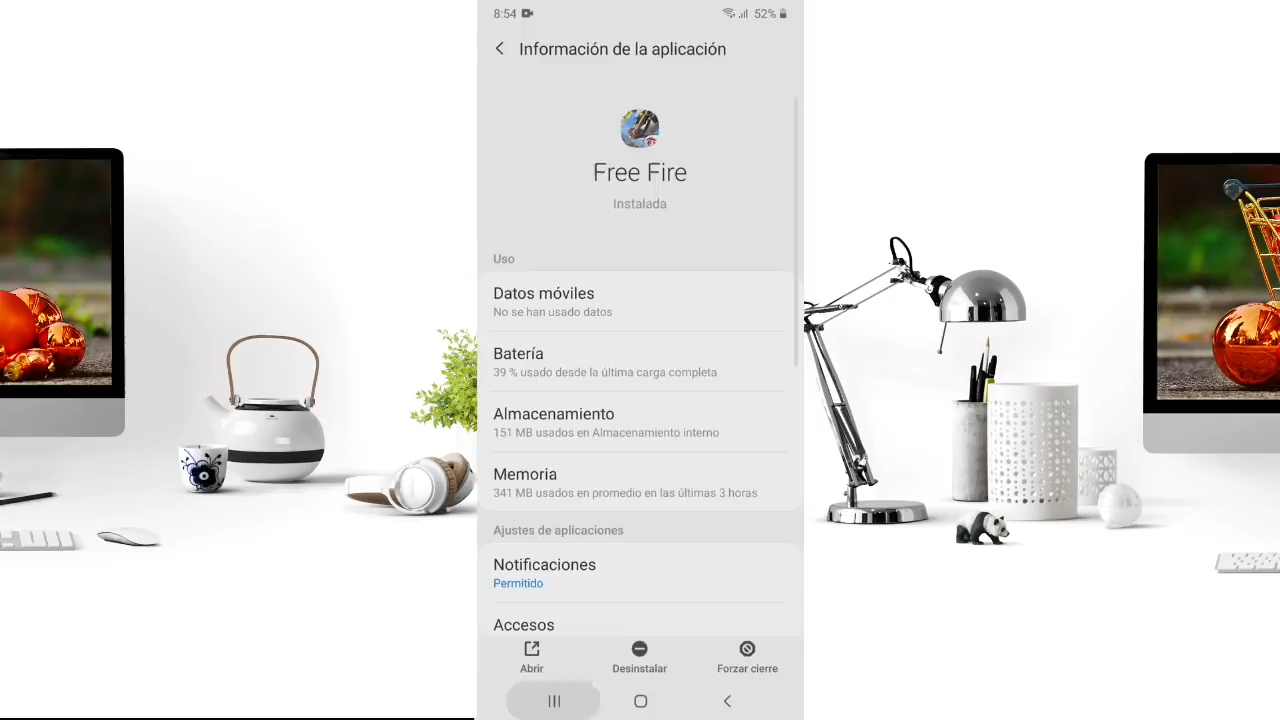 8:54
52%
Información de la aplicación
Free Fire
Instalada
Uso
Datos móviles
No se han usado datos
Batería
39 % usado desde la última carga completa
Almacenamiento
151 MB usados en Almacenamiento interno
Memoria
341 MB usados en promedio en las últimas 3 horas
Ajustes de aplicaciones
Notificaciones
Permitido
Accesos
Abrir
Desinstalar
Forzar cierre